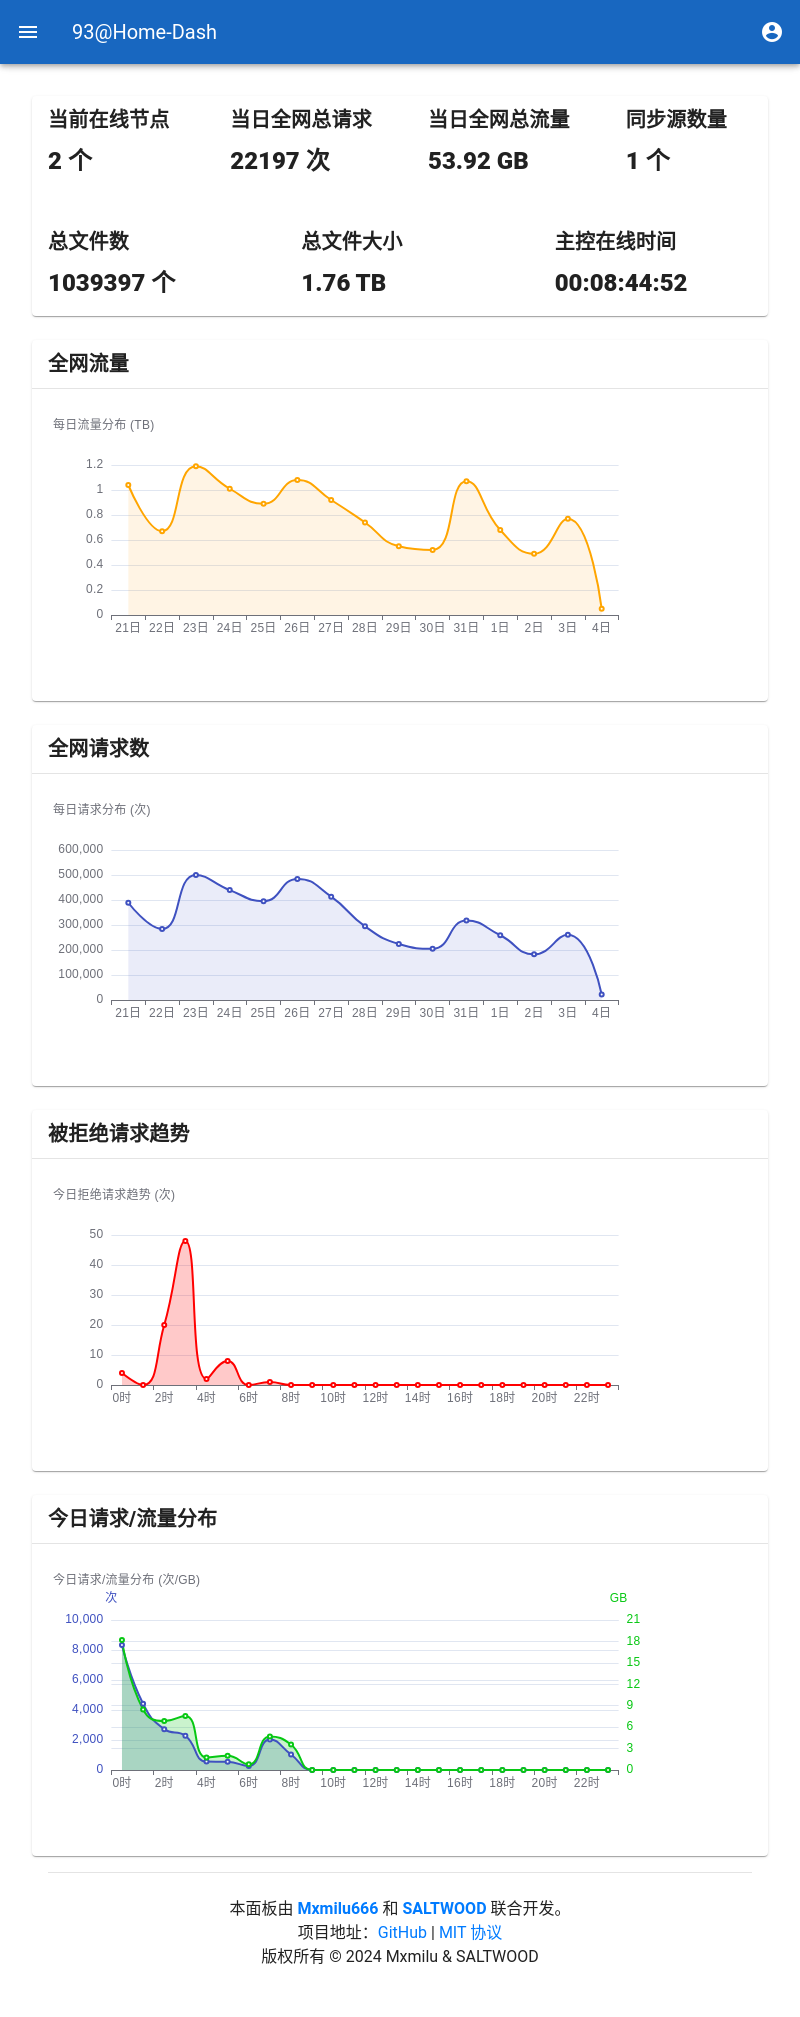 93@Home-Dash
当前在线节点 当日全网总请求 当日全网总流量 同步源数量
2 个 22197 次 53.92 GB 1 个
总文件数 总文件大小 主控在线时间
1039397 个 1.76 TB 00:08:44:52
全网流量
每日流量分布 (TB)
1.2
1
0.8
0.6
0.4
0.2
0
21日 22日 23日 24日 25日 26日 27日 28日 29日 30日 31日 1日 2日 3日 4日
全网请求数
每日请求分布 (次)
600,000
500,000
400,000
300,000
200,000
100,000
0
21日 22日 23日 24日 25日 26日 27日 28日 29日 30日 31日 1日 2日 3日 4日
被拒绝请求趋势
今日拒绝请求趋势 (次)
50
40
30
20
10
0
0时 2时 4时 6时 8时 10时 12时 14时 16时 18时 20时 22时
今日请求/流量分布
今日请求/流量分布 (次/GB)
次 GB
10,000 21
18
8,000
15
6,000 12
4,000 9
6
2,000
3
0 0
0时 2时 4时 6时 8时 10时 12时 14时 16时 18时 20时 22时
本面板由 Mxmilu666 和 SALTWOOD 联合开发。
项目地址：GitHub | MIT 协议
版权所有 © 2024 Mxmilu & SALTWOOD